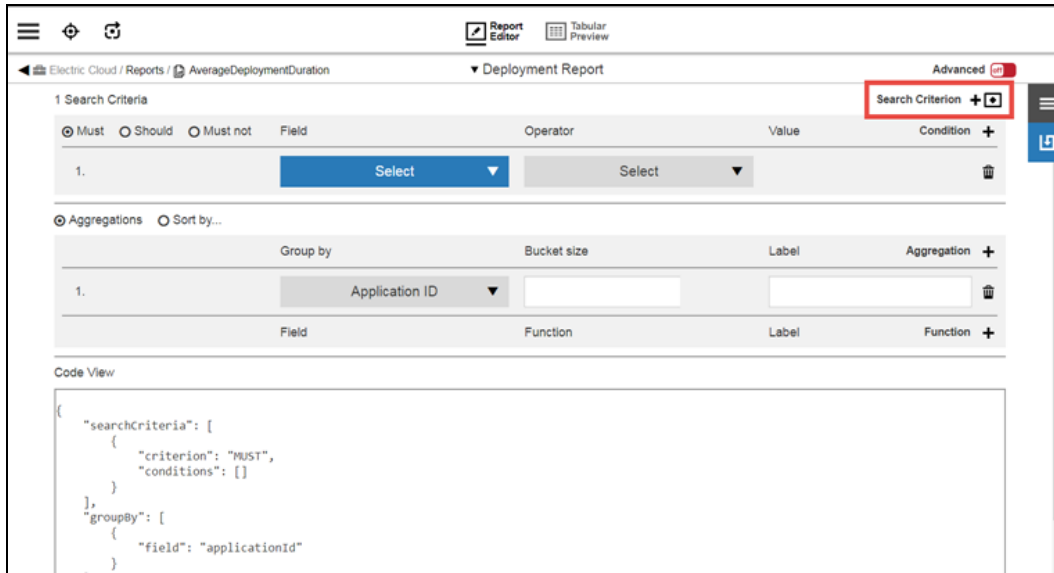 Report Editor Tabular Preview
Electric Cloud / Reports / AverageDeploymentDuration Deployment Report Advanced off
1 Search Criteria Search Criterion +
Must Should Must not Field Operator Value Condition +
1. Select Select
Aggregations Sort by...
Group by Bucket size Label Aggregation +
1. Application ID
Field Function Label Function +
Code View
{
"searchCriteria": [
{
"criterion": "MUST",
"conditions": []
}
],
"groupBy": [
{
"field": "applicationId"
}